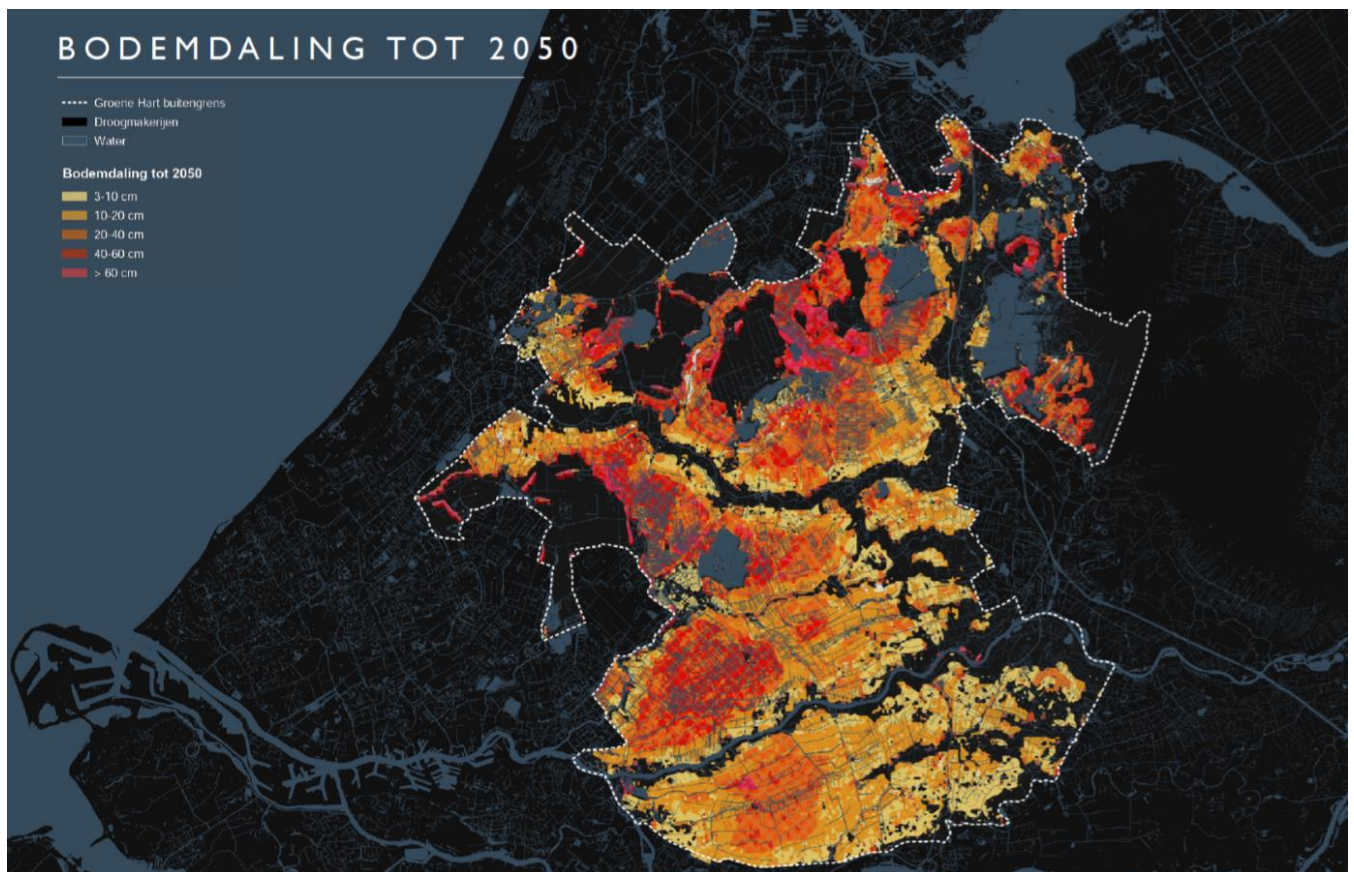 BODEMDALING TOT 2050
Groene Hart buitengrens
Droogmakerijen
Water
Bodemdaling tot 2050
3-10 cm
10-20 cm
20-40 cm
40-60 cm
> 60 cm